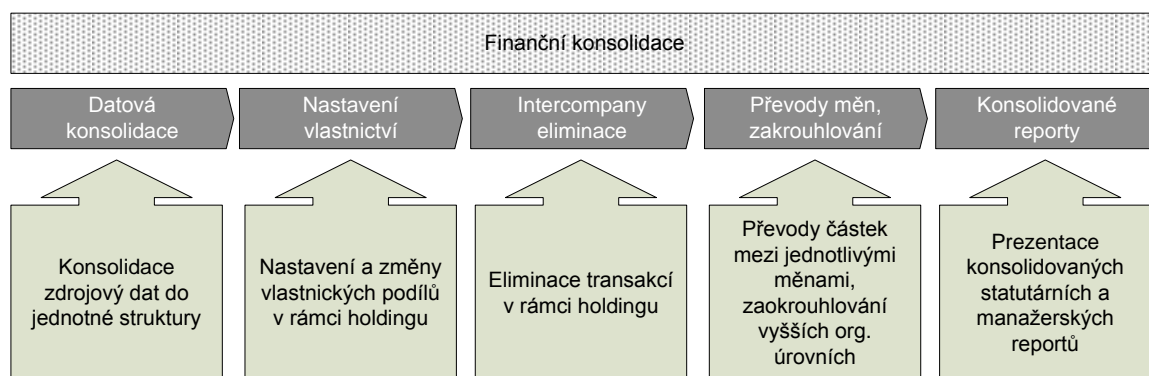 Finanční konsolidace
Datová
konsolidace
Nastavení
vlastnictví
Intercompany
eliminace
Převody měn,
zakrouhlování
Konsolidované
reporty
Konsolidace
zdrojový dat do
jednotné struktury
Nastavení a změny
vlastnických podílů
v rámci holdingu
Eliminace transakcí
v rámci holdingu
Převody částek
mezi jednotlivými
měnami,
zaokrouhlování
vyšších org.
úrovních
Prezentace
konsolidovaných
statutárních a
manažerských
reportů